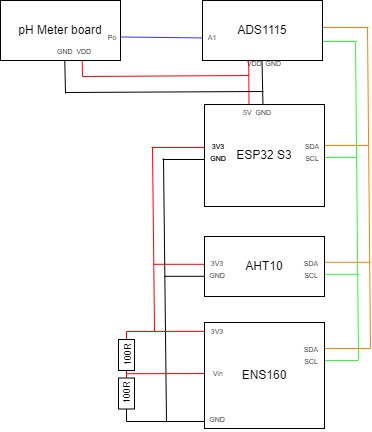 pH Meter board
Po
GND VDD
ADS1115
A1
VDD GND
5V GND
ESP32 S3
3V3
GND
SDA
SCL
AHT10
3V3
GND
SDA
SCL
ENS160
3V3
Vin
GND
SDA
SCL
100R
100R